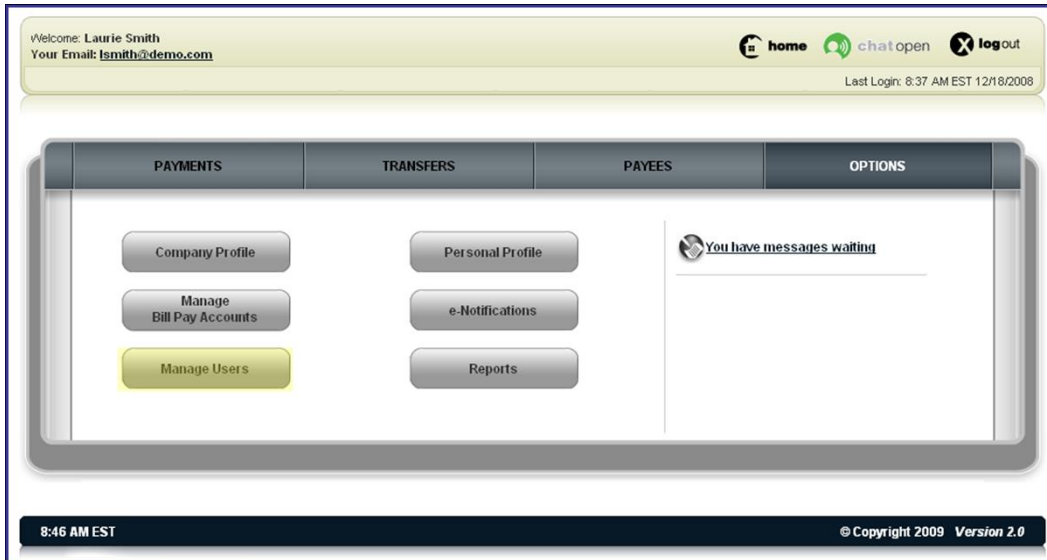 Welcome: Laurie Smith
Your Email: lsmith@demo.com
home
chat open
logout
Last Login: 8:37 AM EST 12/18/2008
PAYMENTS
TRANSFERS
PAYEES
OPTIONS
Company Profile
Personal Profile
You have messages waiting
Manage
Bill Pay Accounts
e-Notifications
Manage Users
Reports
8:46 AM EST
© Copyright 2009 Version 2.0